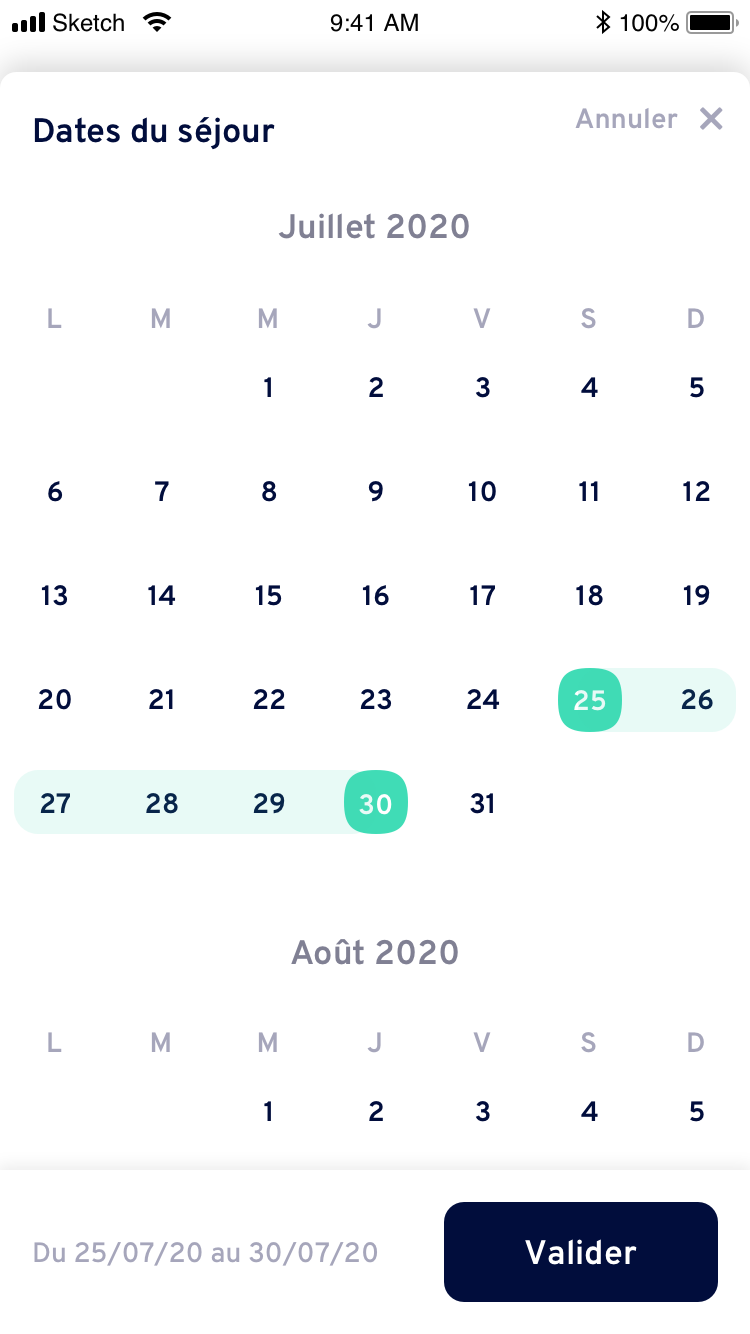 Sketch 9:41 AM 100%
Dates du séjour Annuler
Juillet 2020
L M M J V S D
1 2 3 4 5
6 7 8 9 10 11 12
13 14 15 16 17 18 19
20 21 22 23 24 25 26
27 28 29 30 31
Août 2020
L M M J V S D
1 2 3 4 5
Du 25/07/20 au 30/07/20 Valider